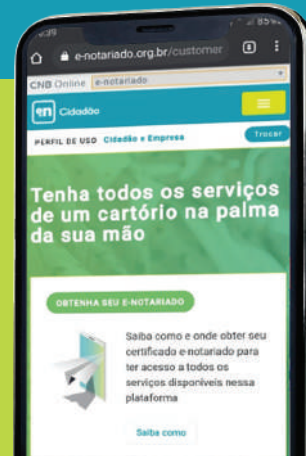 e-notariado.org.br/customer
CNB Online e-notariado
en Cidadão
PERFIL DE USO Cidadão e Empresa Trocar
Tenha todos os serviços
de um cartório na palma
da sua mão
OBTENHA SEU E-NOTARIADO
Saiba como e onde obter seu
certificado e-notariado para
ter acesso a todos os
serviços disponíveis nessa
plataforma
Saiba como